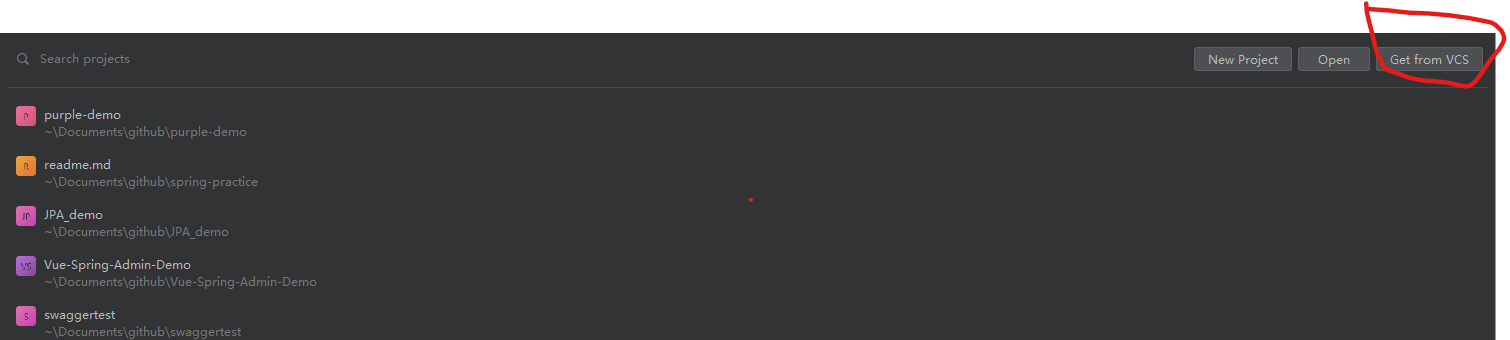 Search projects
New Project
Open
Get from VCS
P
purple-demo
~\Documents\github\purple-demo
R
readme.md
~\Documents\github\spring-practice
JP
JPA_demo
~\Documents\github\JPA_demo
VS
Vue-Spring-Admin-Demo
~\Documents\github\Vue-Spring-Admin-Demo
S
swaggertest
~\Documents\github\swaggertest